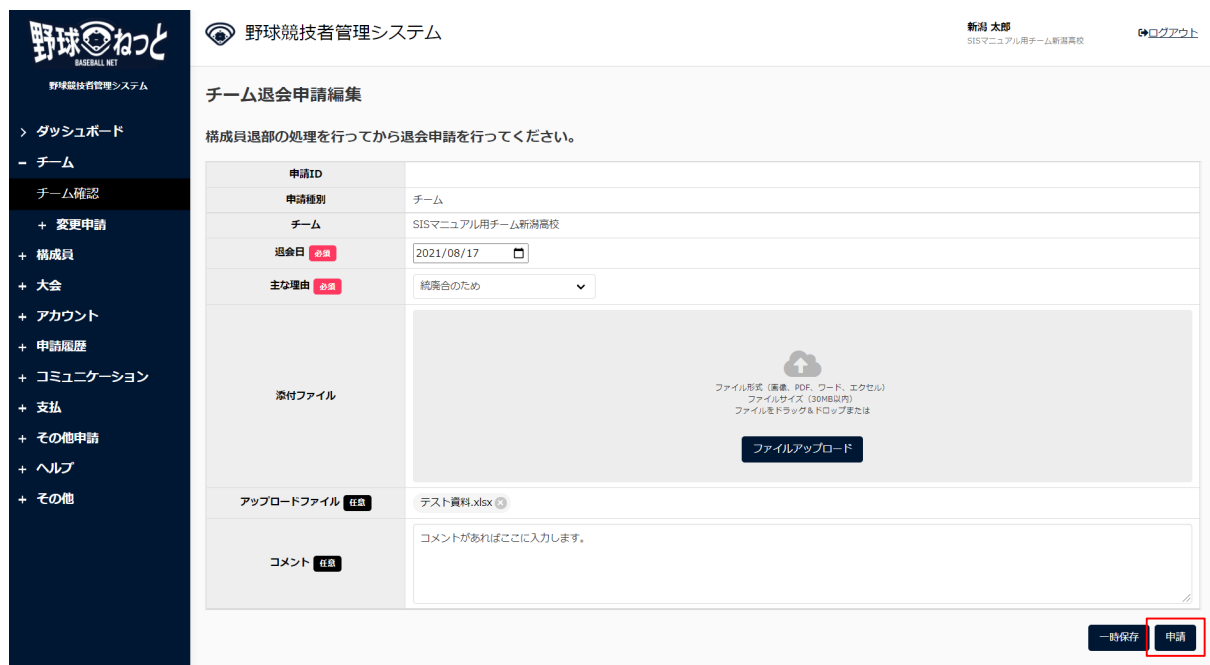 野球ねっと
BASEBALL NET
野球競技者管理システム
ダッシュボード
チーム
チーム確認
変更申請
構成員
大会
アカウント
申請履歴
コミュニケーション
支払
その他申請
ヘルプ
その他
野球競技者管理システム
新潟 太郎
SISマニュアル用チーム新潟高校
ログアウト
チーム退会申請編集
構成員退部の処理を行ってから退会申請を行ってください。
申請ID
申請種別 チーム
チーム SISマニュアル用チーム新潟高校
退会日 必須 2021/08/17
主な理由 必須 統廃合のため
添付ファイル
ファイル形式（画像、PDF、ワード、エクセル）
ファイルサイズ（30MB以内）
ファイルをドラッグ＆ドロップまたは
ファイルアップロード
アップロードファイル 任意 テスト資料.xlsx
コメント 任意
コメントがあればここに入力します。
一時保存 申請